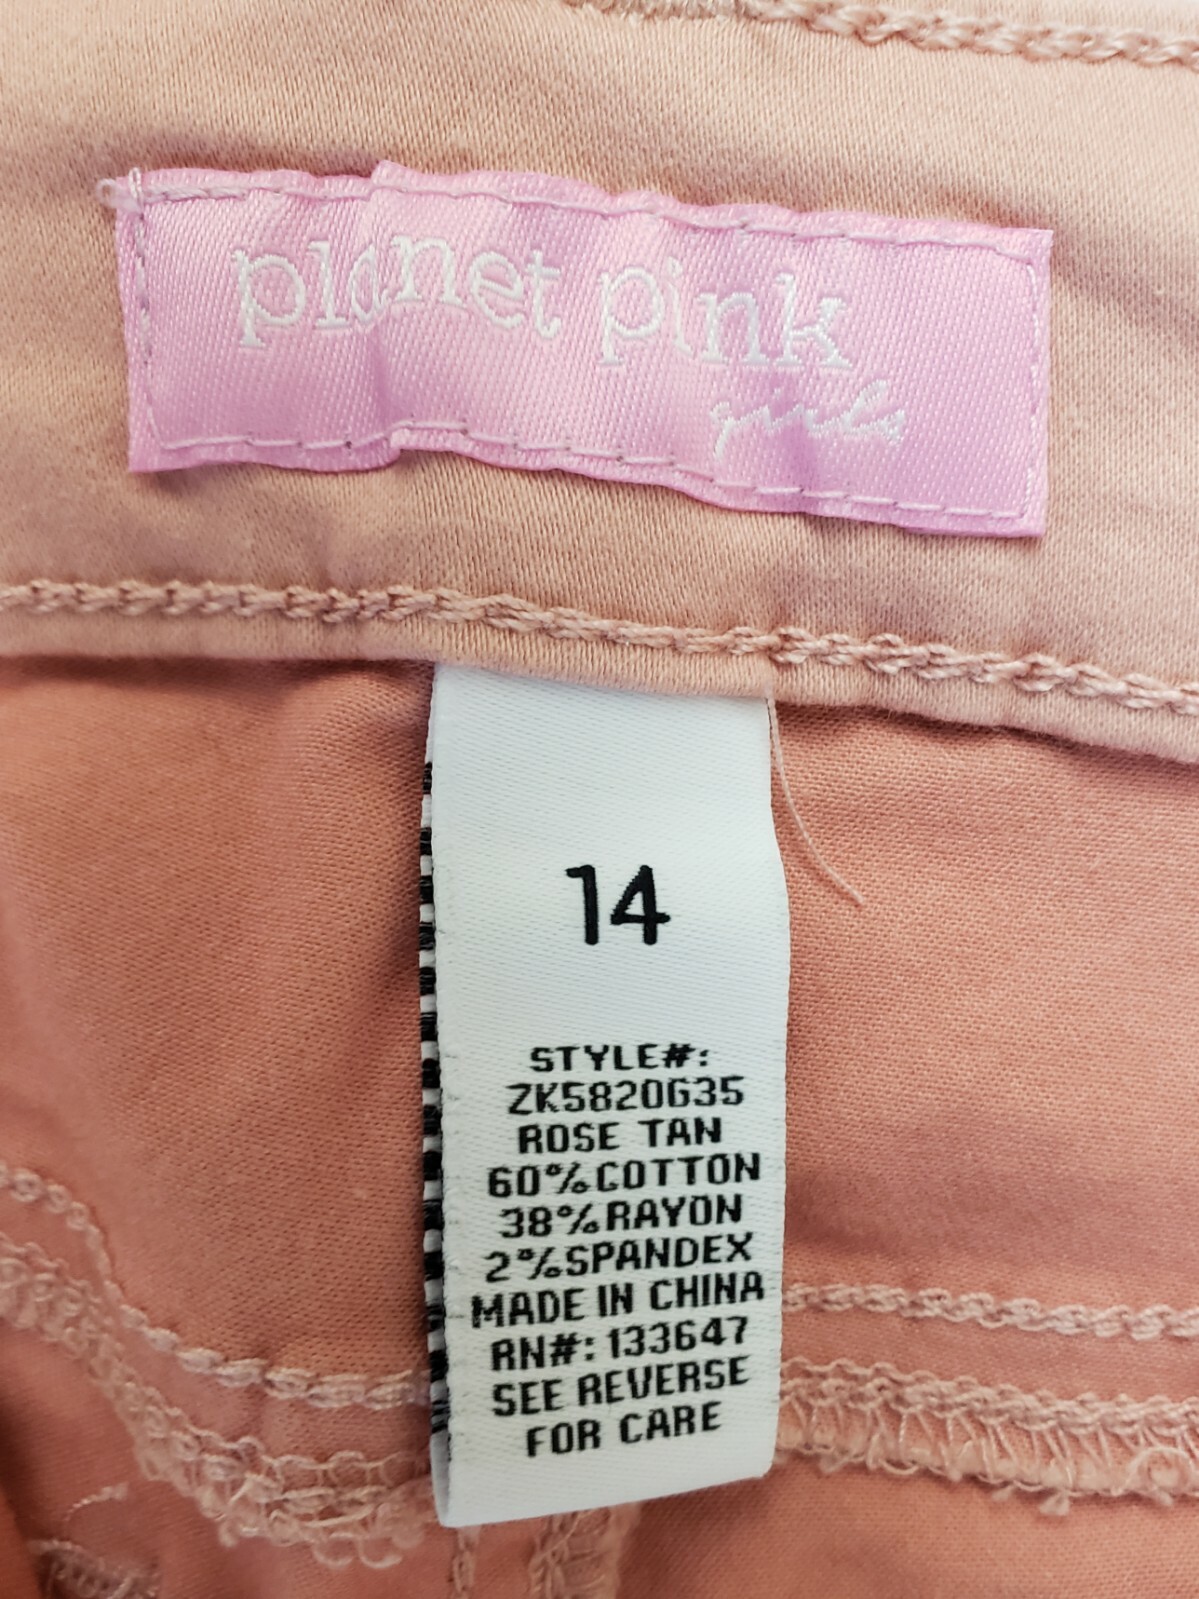 planet pink
girls
14
STYLE#:
ZK5820G35
ROSE TAN
60%COTTON
38%RAYON
2%SPANDEX
MADE IN CHINA
RN#: 133647
SEE REVERSE
FOR CARE